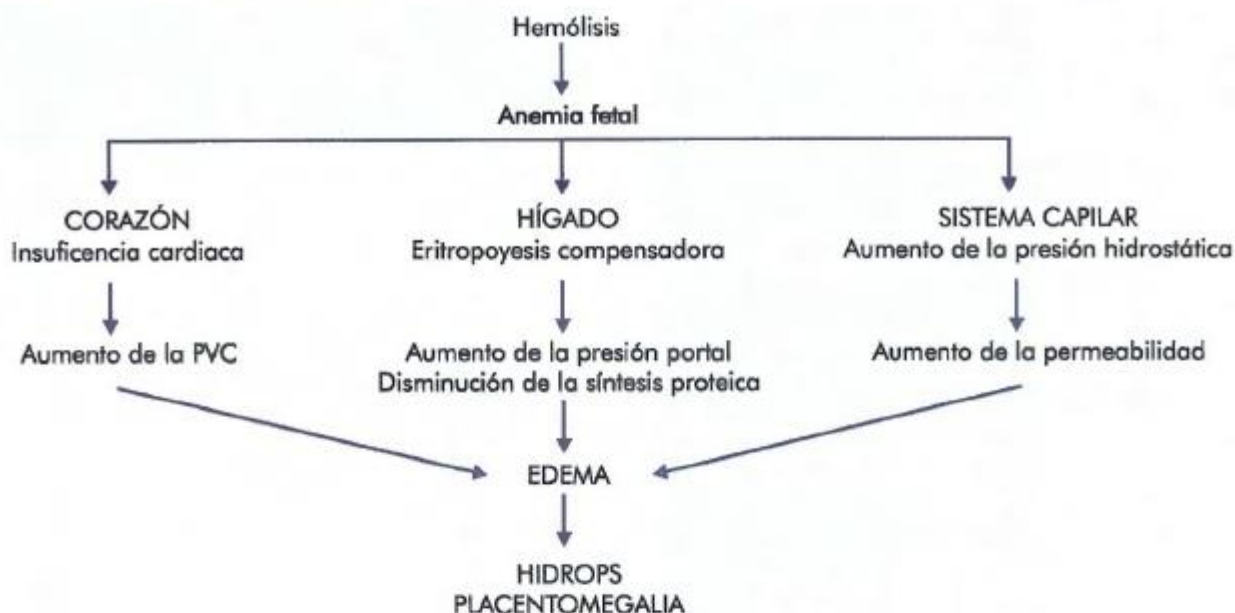 Hemólisis
Anemia fetal
CORAZÓN
Insuficencia cardiaca
HÍGADO
Eritropoyesis compensadora
SISTEMA CAPILAR
Aumento de la presión hidrostática
Aumento de la PVC
Aumento de la presión portal
Disminución de la síntesis proteica
Aumento de la permeabilidad
EDEMA
HIDROPS
PLACENTOMEGALIA